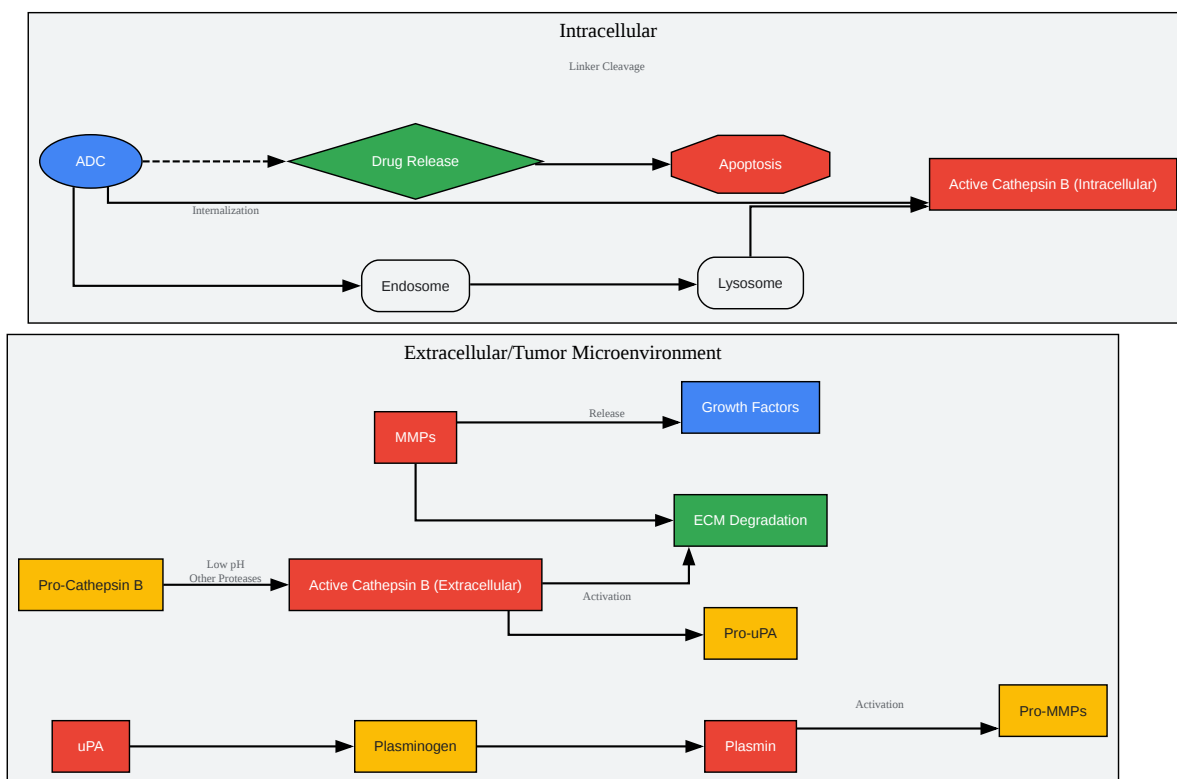 Intracellular
Linker Cleavage
ADC
Drug Release
Apoptosis
Active Cathepsin B (Intracellular)
Internalization
Endosome
Lysosome
Extracellular/Tumor Microenvironment
Growth Factors
Release
MMPs
ECM Degradation
Low pH
Other Proteases
Pro-Cathepsin B
Active Cathepsin B (Extracellular)
Activation
Pro-uPA
Activation
Pro-MMPs
uPA
Plasminogen
Plasmin